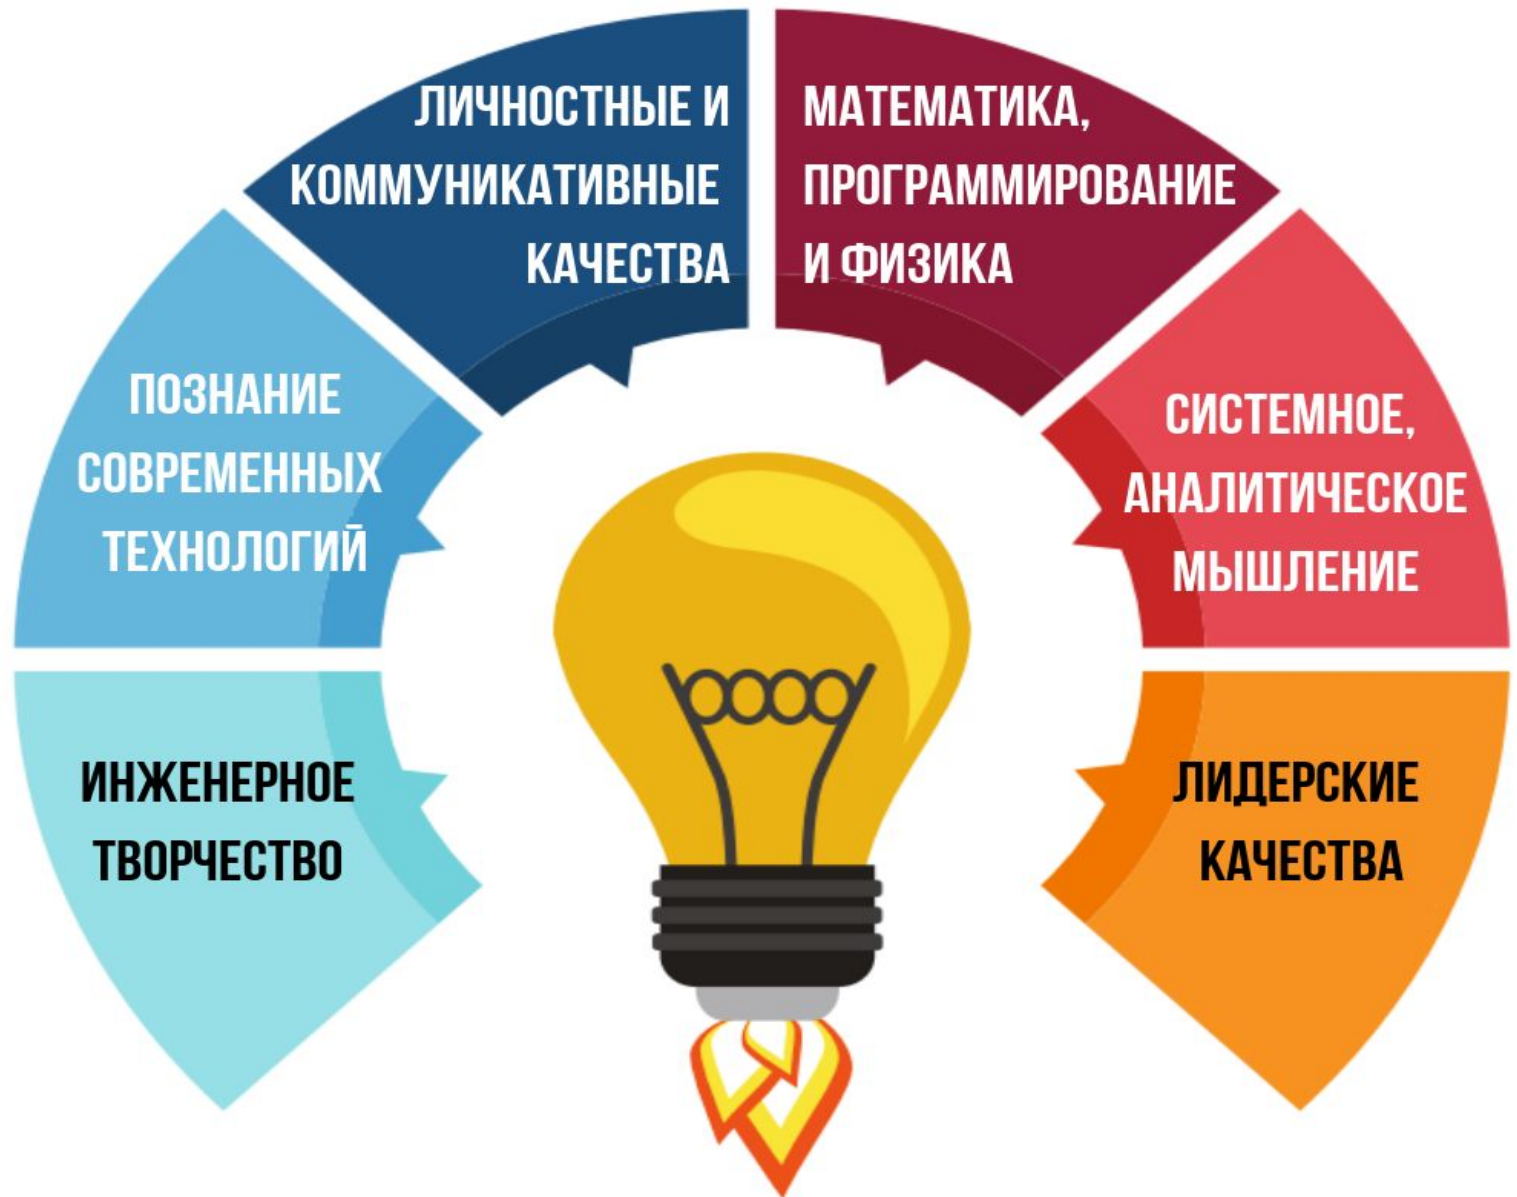 ЛИЧНОСТНЫЕ И
КОММУНИКАТИВНЫЕ
КАЧЕСТВА
МАТЕМАТИКА,
ПРОГРАММИРОВАНИЕ
И ФИЗИКА
ПОЗНАНИЕ
СОВРЕМЕННЫХ
ТЕХНОЛОГИЙ
СИСТЕМНОЕ,
АНАЛИТИЧЕСКОЕ
МЫШЛЕНИЕ
ИНЖЕНЕРНОЕ
ТВОРЧЕСТВО
ЛИДЕРСКИЕ
КАЧЕСТВА